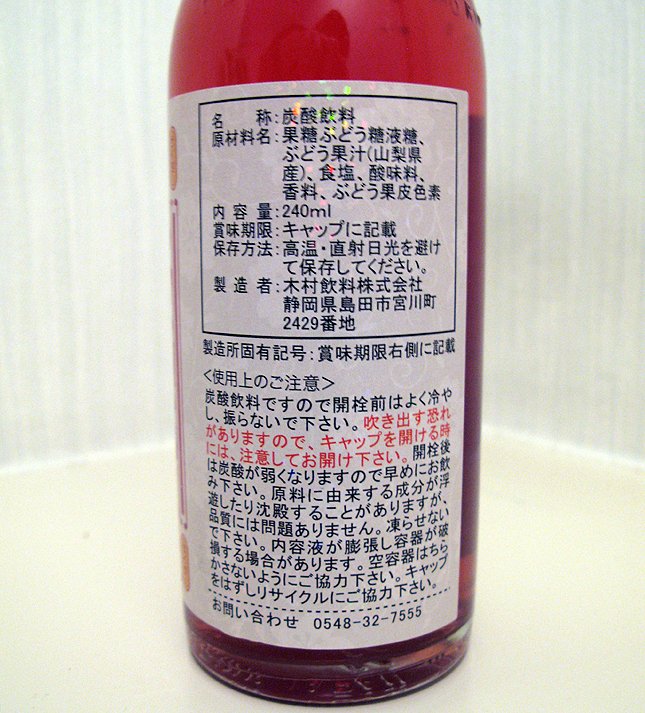 名　称：炭酸飲料
原材料名：果糖ぶどう糖液糖、
ぶどう果汁(山梨県
産)、食塩、酸味料、
香料、ぶどう果皮色素
内容量：240ml
賞味期限：キャップに記載
保存方法：高温・直射日光を避け
て保存してください。
製造者：木村飲料株式会社
静岡県島田市宮川町
2429番地
製造所固有記号：賞味期限右側に記載
＜使用上のご注意＞
炭酸飲料ですので開栓前はよく冷や
し、振らないで下さい。吹き出す恐れ
がありますので、キャップを開ける時
には、注意してお開け下さい。開栓後
は炭酸が弱くなりますので早めにお飲
み下さい。原料に由来する成分が浮
遊したり沈殿することがありますが、
品質には問題ありません。凍らせない
で下さい。内容液が膨張し容器が破
損する場合があります。空容器はちら
かさないようにご協力下さい。キャップ
をはずしリサイクルにご協力下さい。
お問い合わせ 0548-32-7555